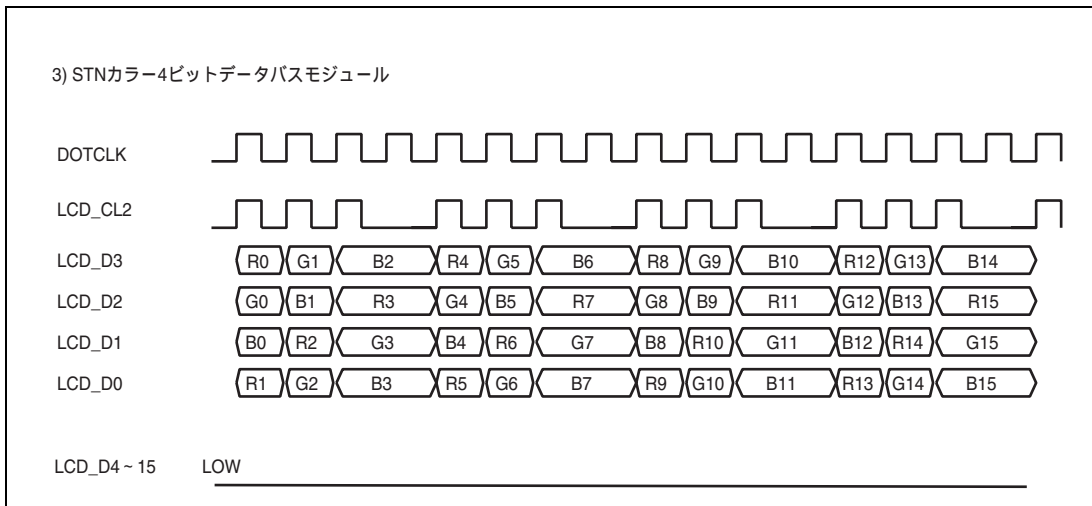 3) STNカラー4ビットデータバスモジュール
DOTCLK
LCD_CL2
LCD_D3 R0 G1 B2 R4 G5 B6 R8 G9 B10 R12 G13 B14
LCD_D2 G0 B1 R3 G4 B5 R7 G8 B9 R11 G12 B13 R15
LCD_D1 B0 R2 G3 B4 R6 G7 B8 R10 G11 B12 R14 G15
LCD_D0 R1 G2 B3 R5 G6 B7 R9 G10 B11 R13 G14 B15
LCD_D4 ~ 15 LOW